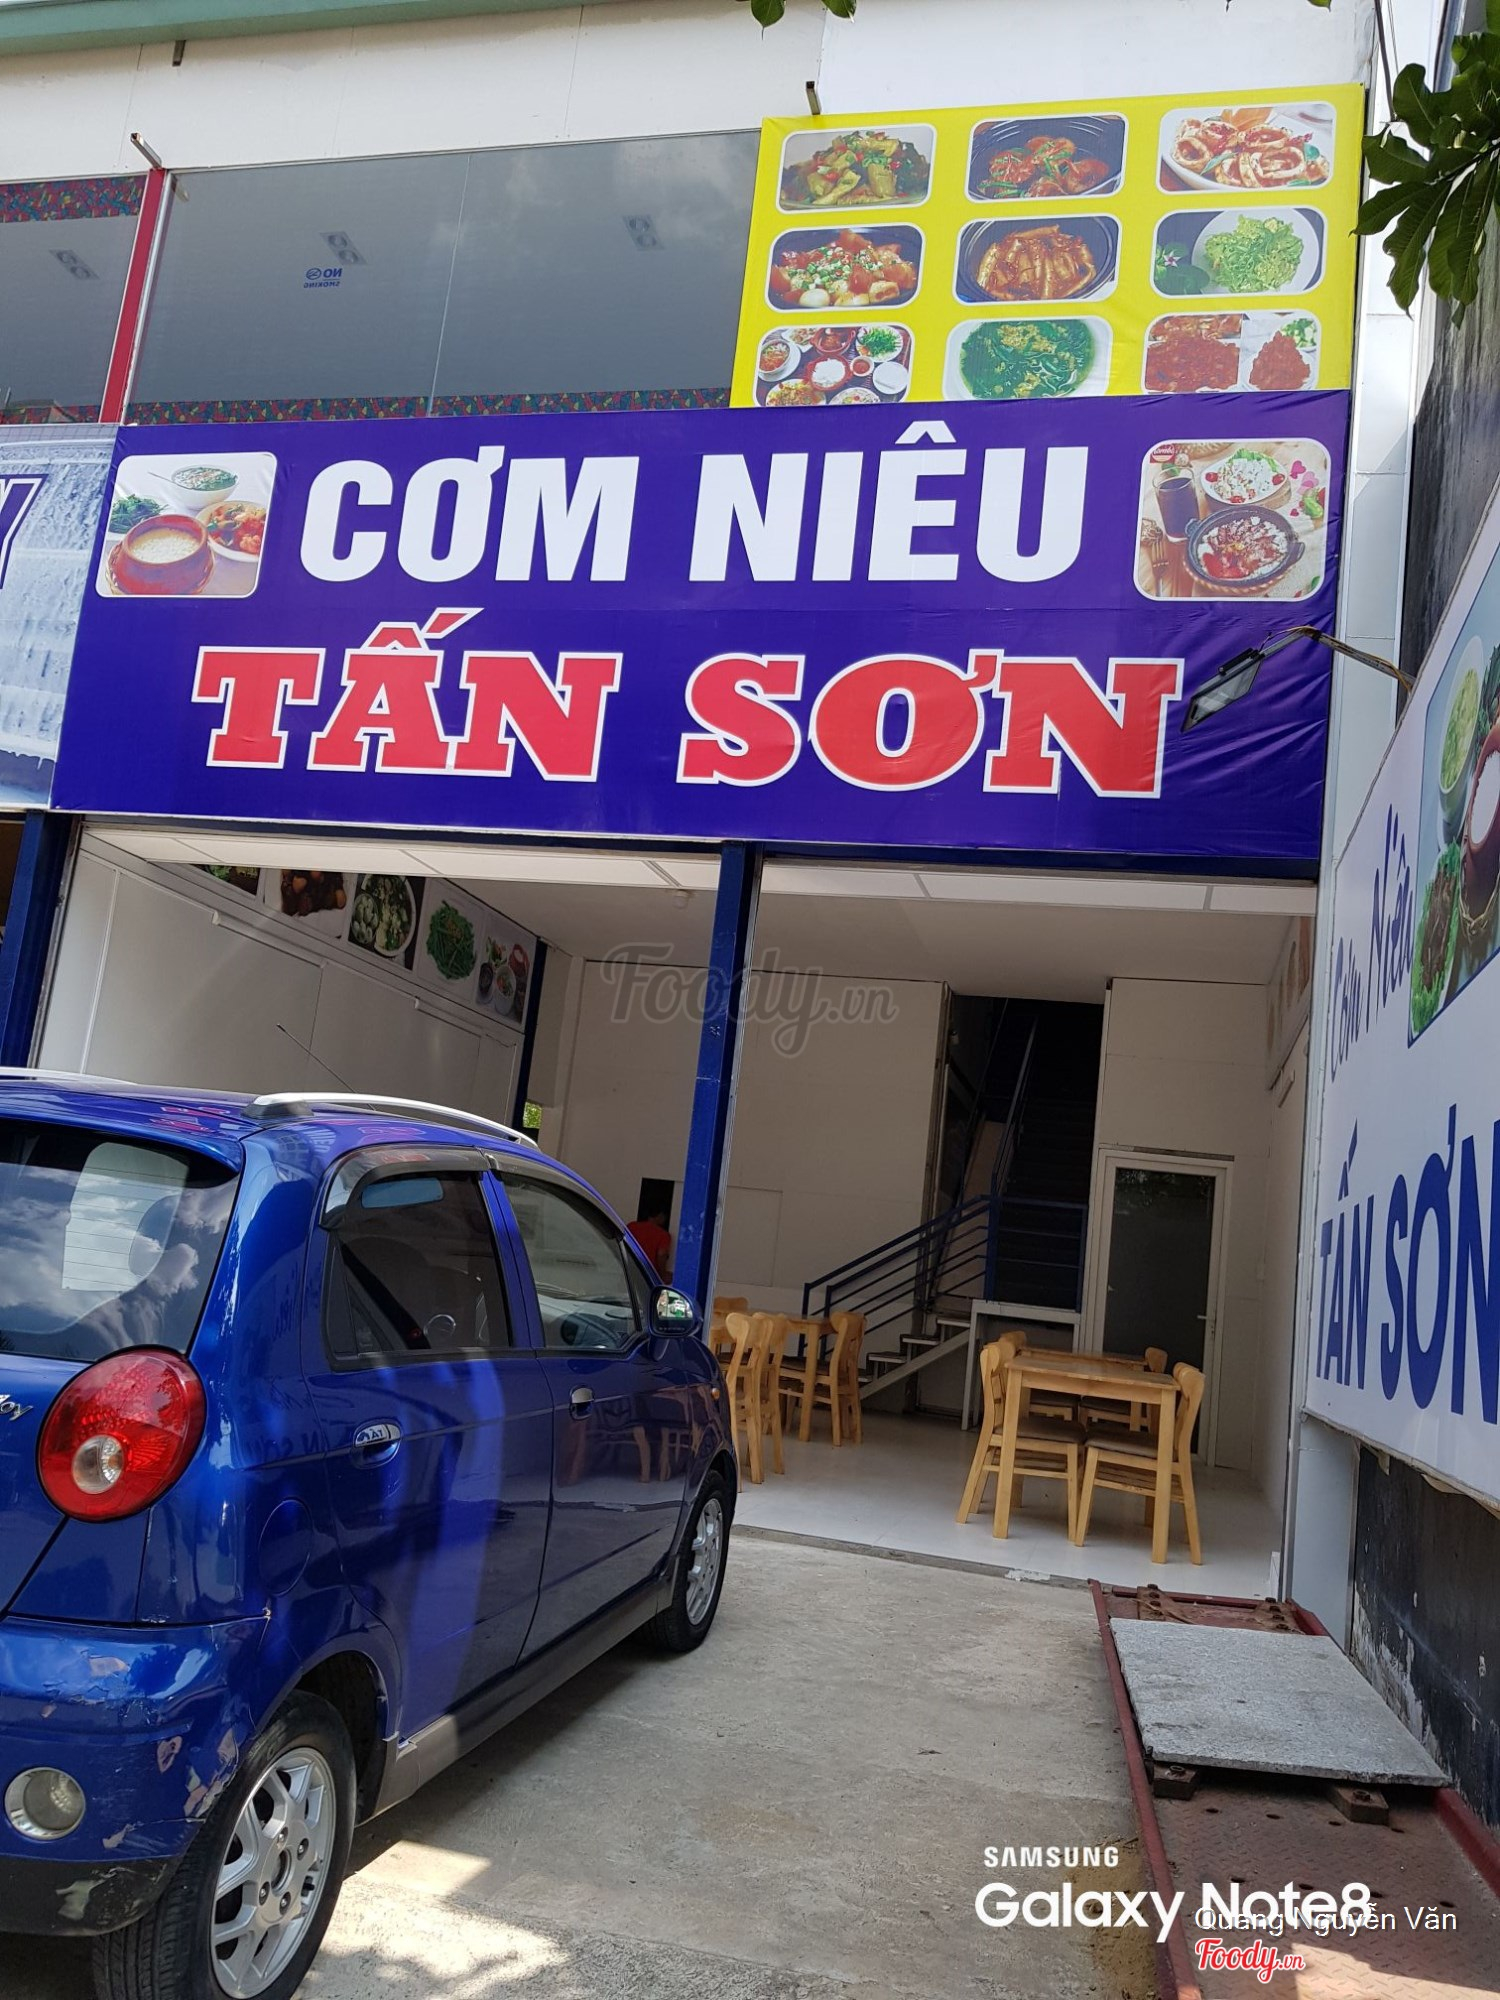 NO
SMOKING
CƠM NIÊU
TẤN SƠN
Cơm Niêu
TẤN SƠN
Foody.vn
SAMSUNG
Galaxy Note8
Quang Nguyễn Văn
Foody.vn